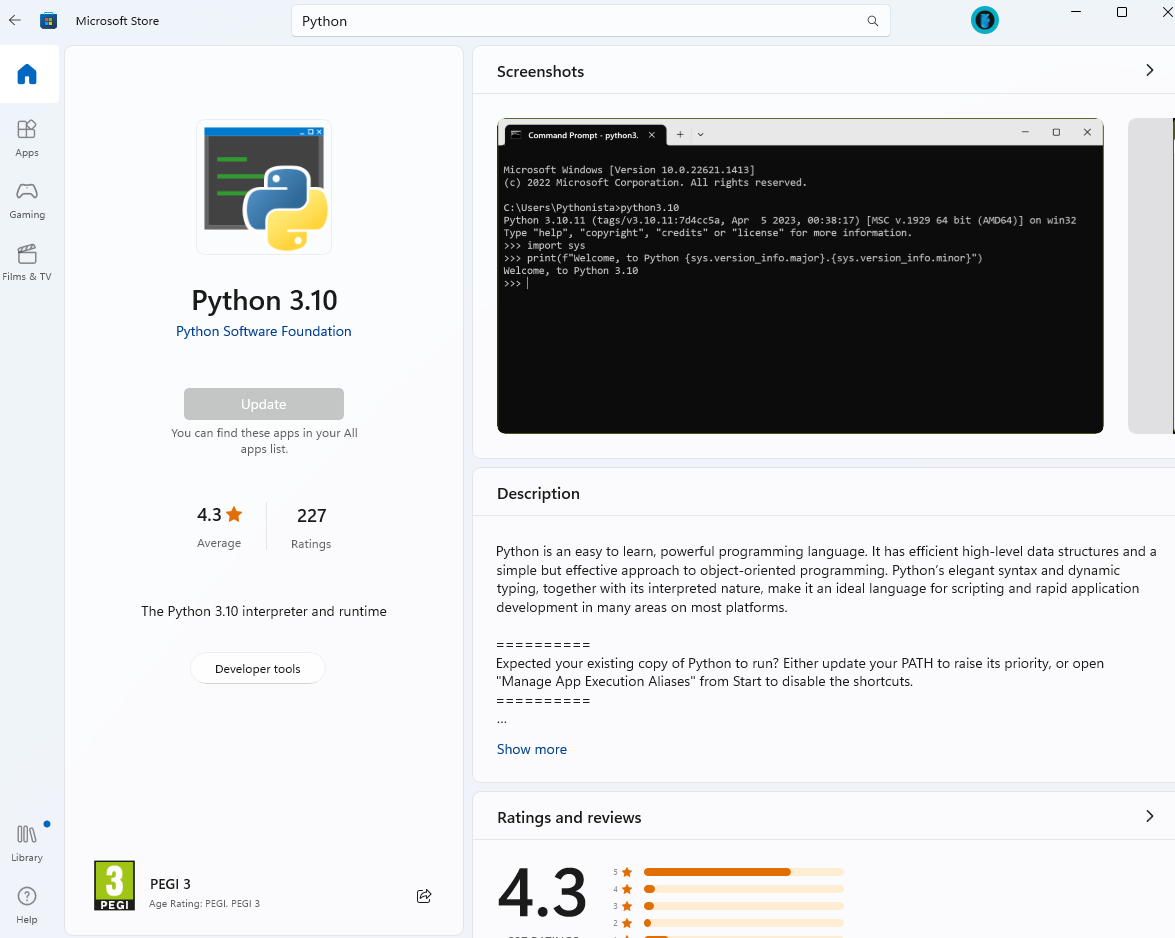 Microsoft Store
Python
Apps
Gaming
Films & TV
Library
Help
Python 3.10
Python Software Foundation
Update
You can find these apps in your All
apps list.
4.3
Average
227
Ratings
The Python 3.10 interpreter and runtime
Developer tools
3
PEGI
PEGI 3
Age Rating: PEGI. PEGI 3
Screenshots
Command Prompt - python3.
Microsoft Windows [Version 10.0.22621.1413]
(c) 2022 Microsoft Corporation. All rights reserved.
C:\Users\Pythonista>python3.10
Python 3.10.11 (tags/v3.10.11:7d4cc5a, Apr  5 2023, 00:38:17) [MSC v.1929 64 bit (AMD64)] on win32
Type "help", "copyright", "credits" or "license" for more information.
>>> import sys
>>> print(f"Welcome, to Python {sys.version_info.major}.{sys.version_info.minor}")
Welcome, to Python 3.10
>>>
Description
Python is an easy to learn, powerful programming language. It has efficient high-level data structures and a
simple but effective approach to object-oriented programming. Python's elegant syntax and dynamic
typing, together with its interpreted nature, make it an ideal language for scripting and rapid application
development in many areas on most platforms.
==========
Expected your existing copy of Python to run? Either update your PATH to raise its priority, or open
"Manage App Execution Aliases" from Start to disable the shortcuts.
==========
...
Show more
Ratings and reviews
4.3
5
4
3
2